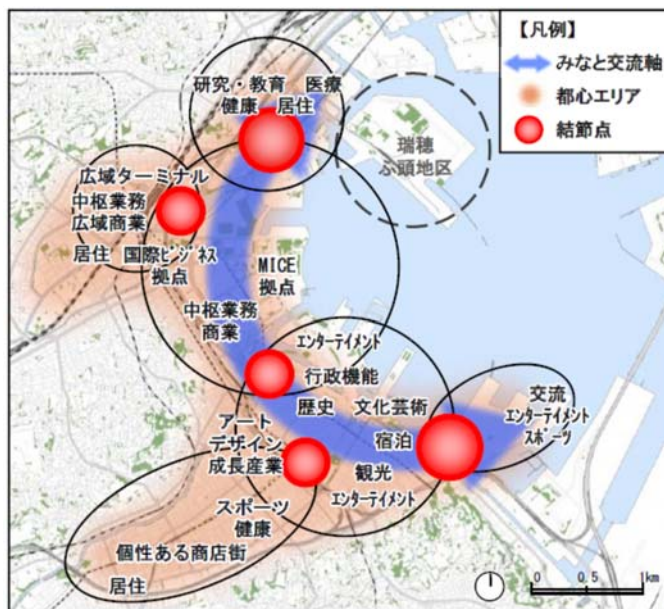 【凡例】
みなと交流軸
都心エリア
結節点
研究・教育 医療
健康 居住
瑞穂
ふ頭地区
広域ターミナル
中枢業務
広域商業
居住 国際ビジネス
拠点
MICE
拠点
中枢業務
商業
エンターテイメント
行政機能
歴史 文化芸術
宿泊
観光
エンターテイメント
交流
エンターテイメント
スポーツ
アート
デザイン
成長産業
スポーツ
健康
個性ある商店街
居住
0 0.5 1
km